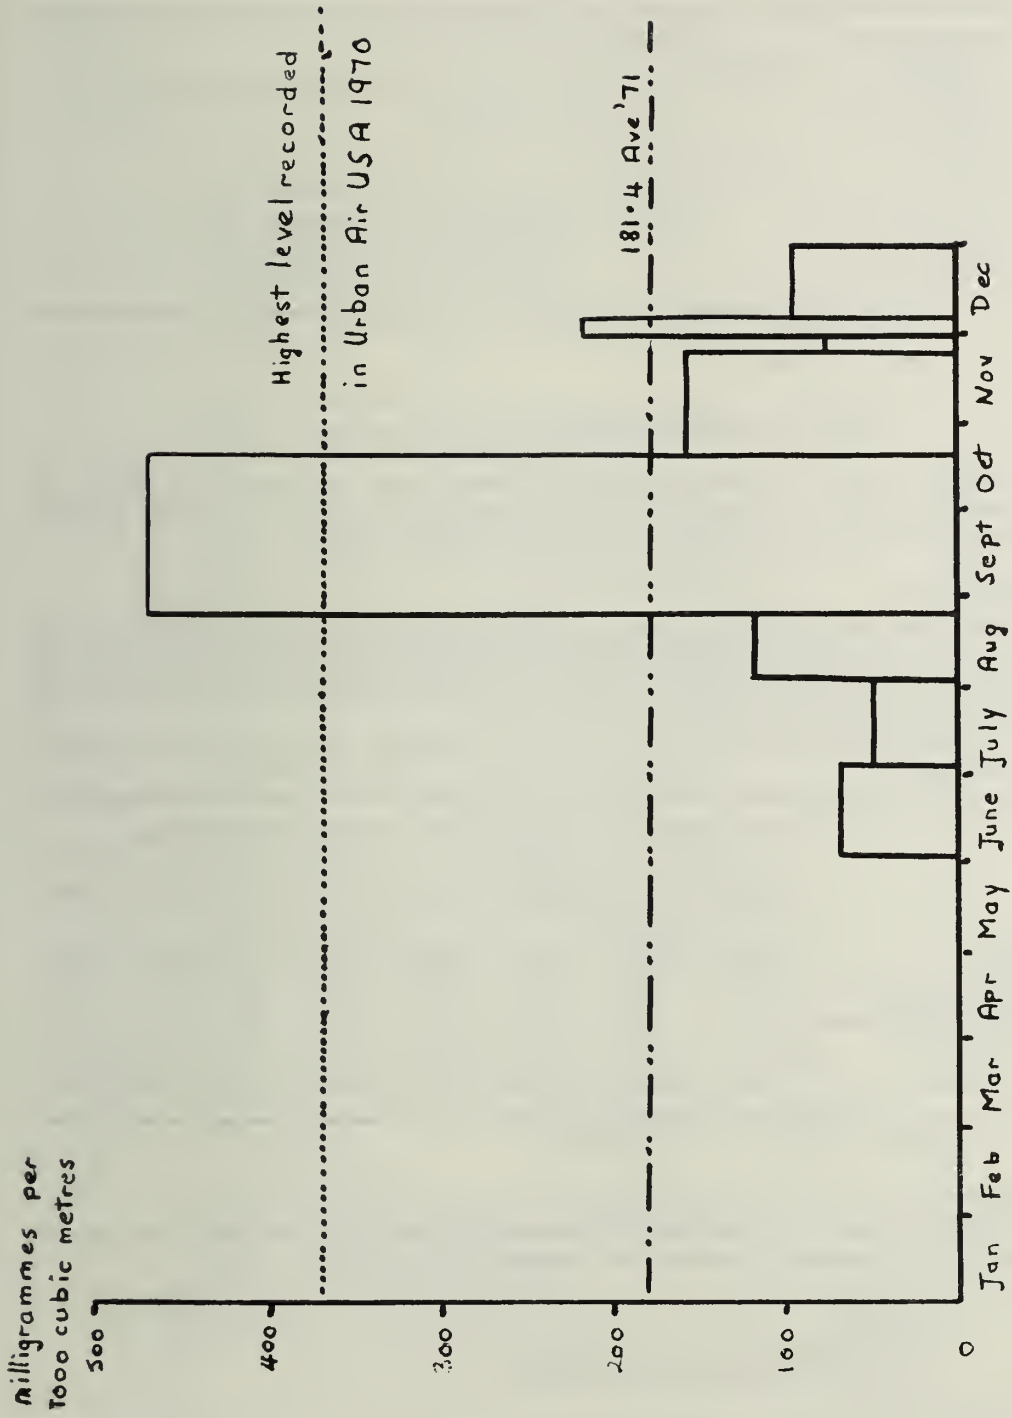 milligrammes per
1000 cubic metres
500
400
300
200
100
0
Highest level recorded
in Urban Air USA 1970
181·4 Ave '71
Jan Feb Mar Apr May June July Aug Sept Oct Nov Dec